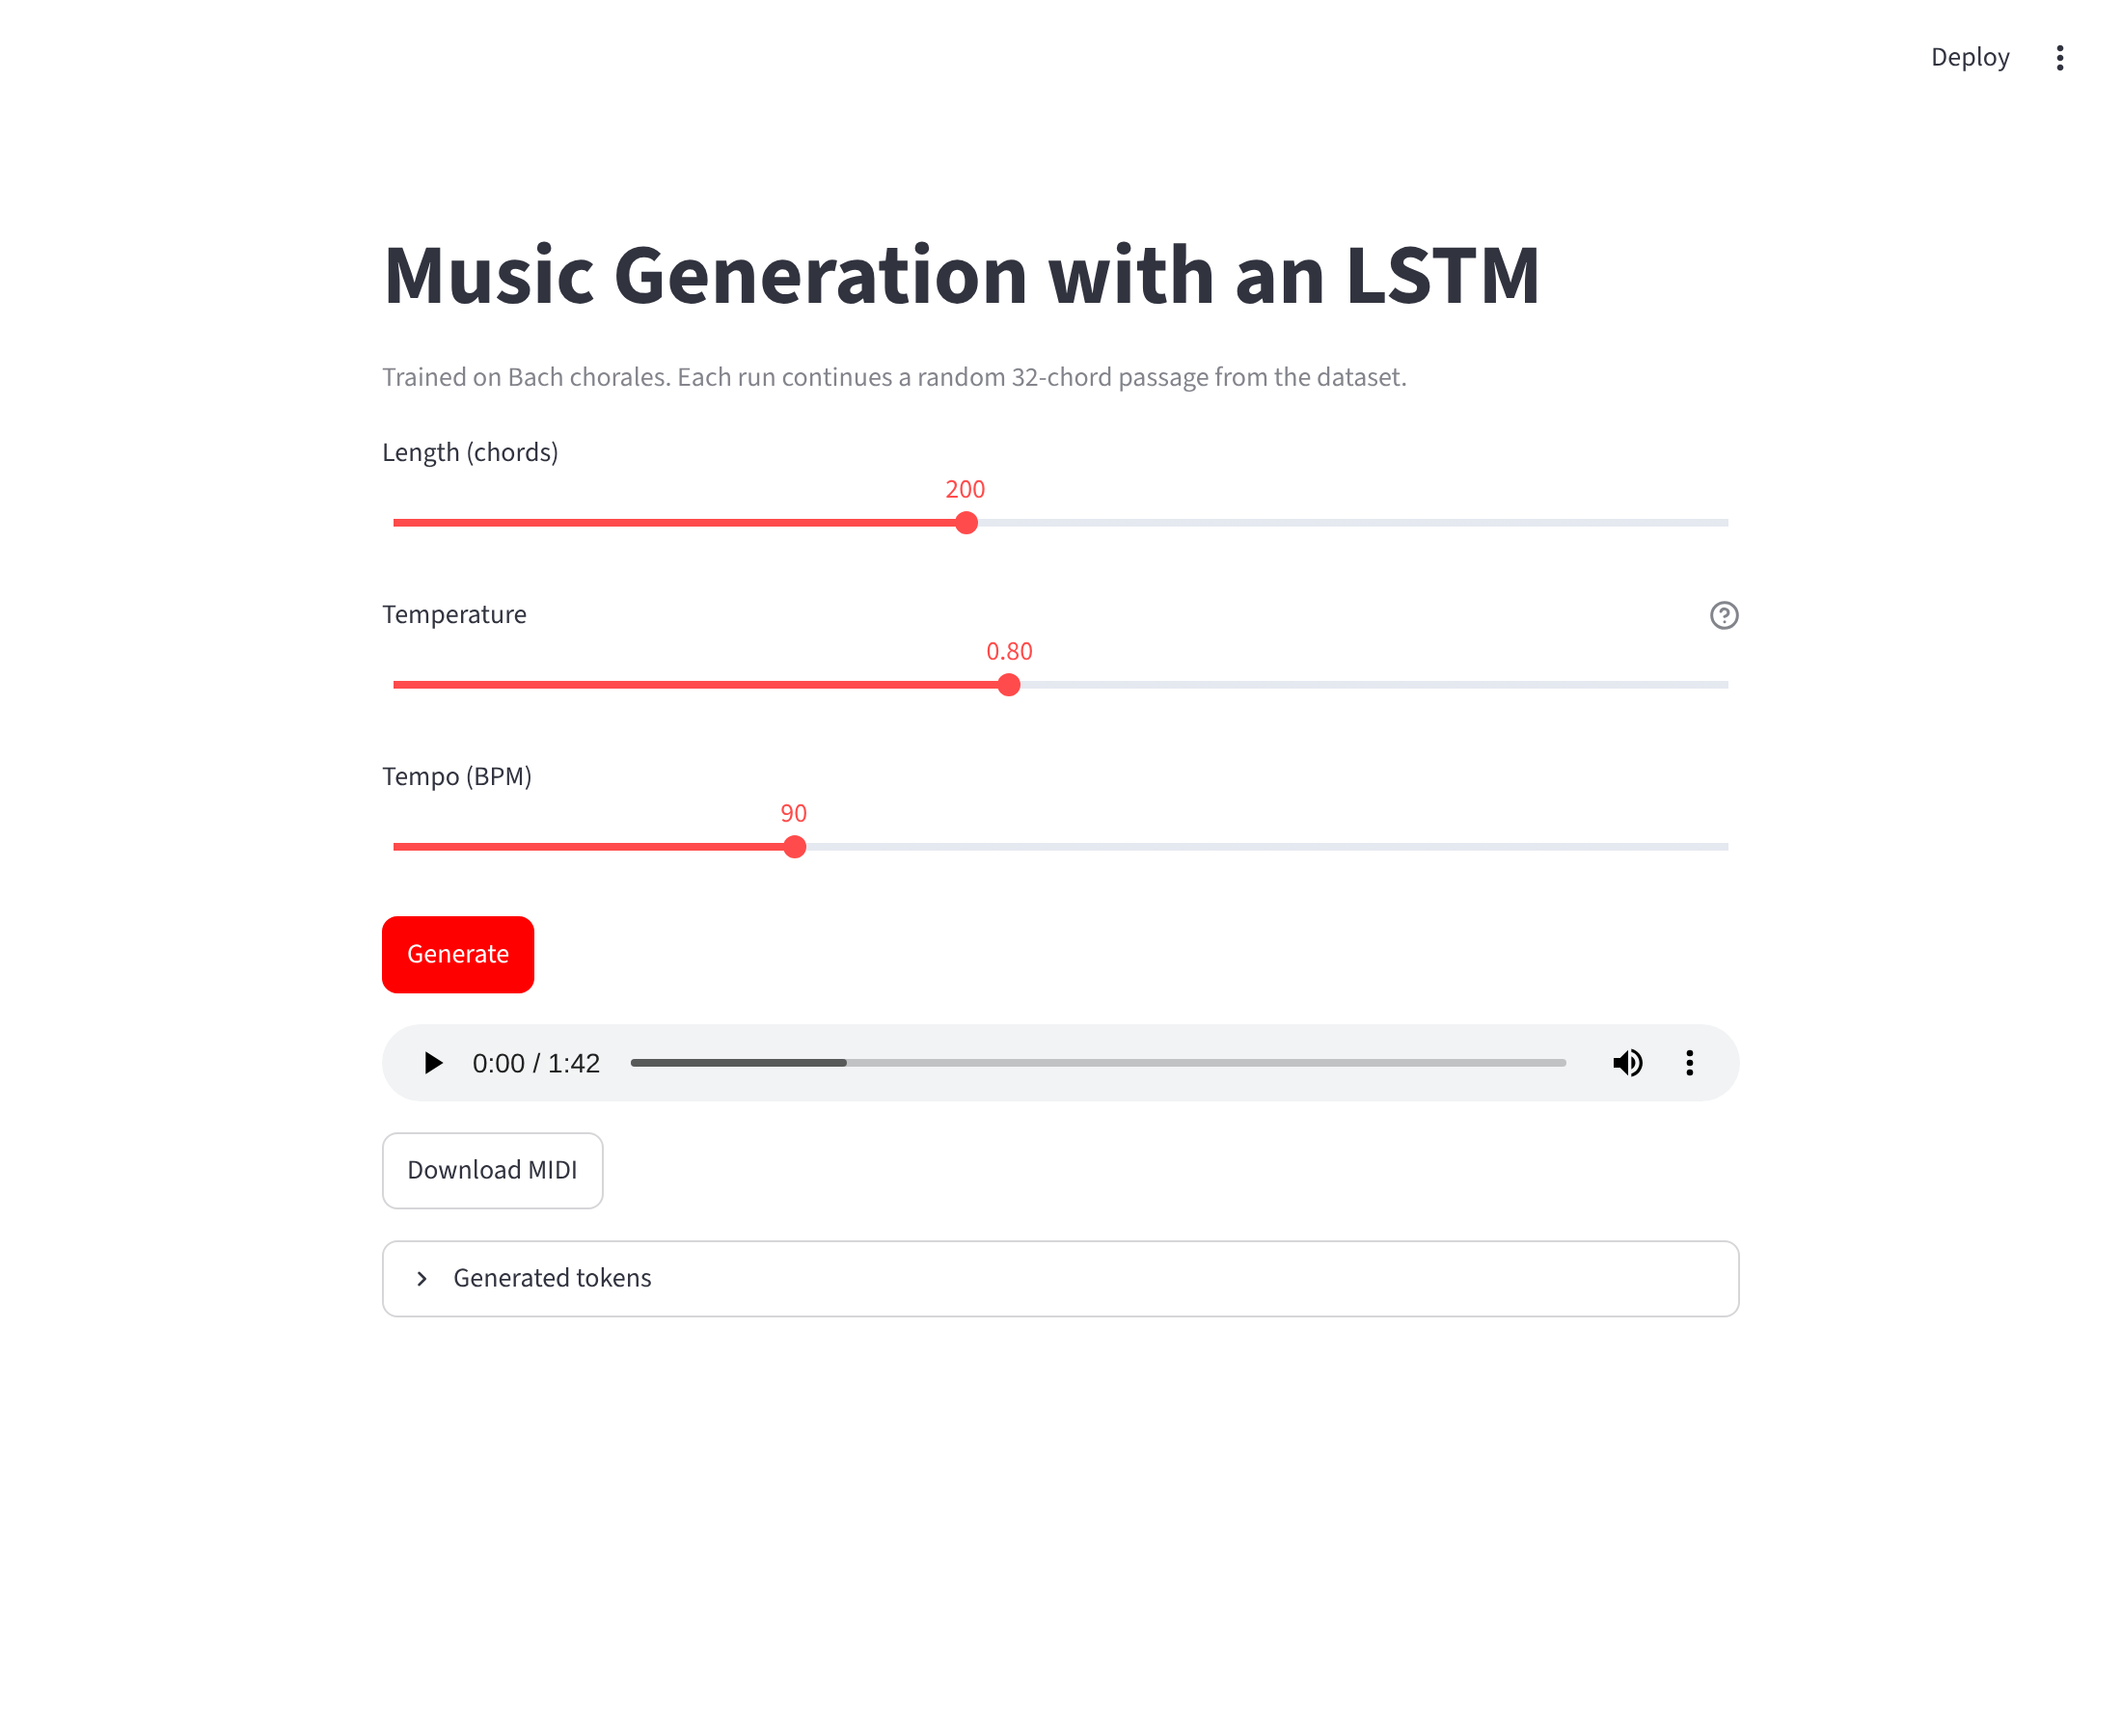 Deploy
Music Generation with an LSTM
Trained on Bach chorales. Each run continues a random 32-chord passage from the dataset.
Length (chords)
200
Temperature
0.80
Tempo (BPM)
90
Generate
0:00 / 1:42
Download MIDI
Generated tokens